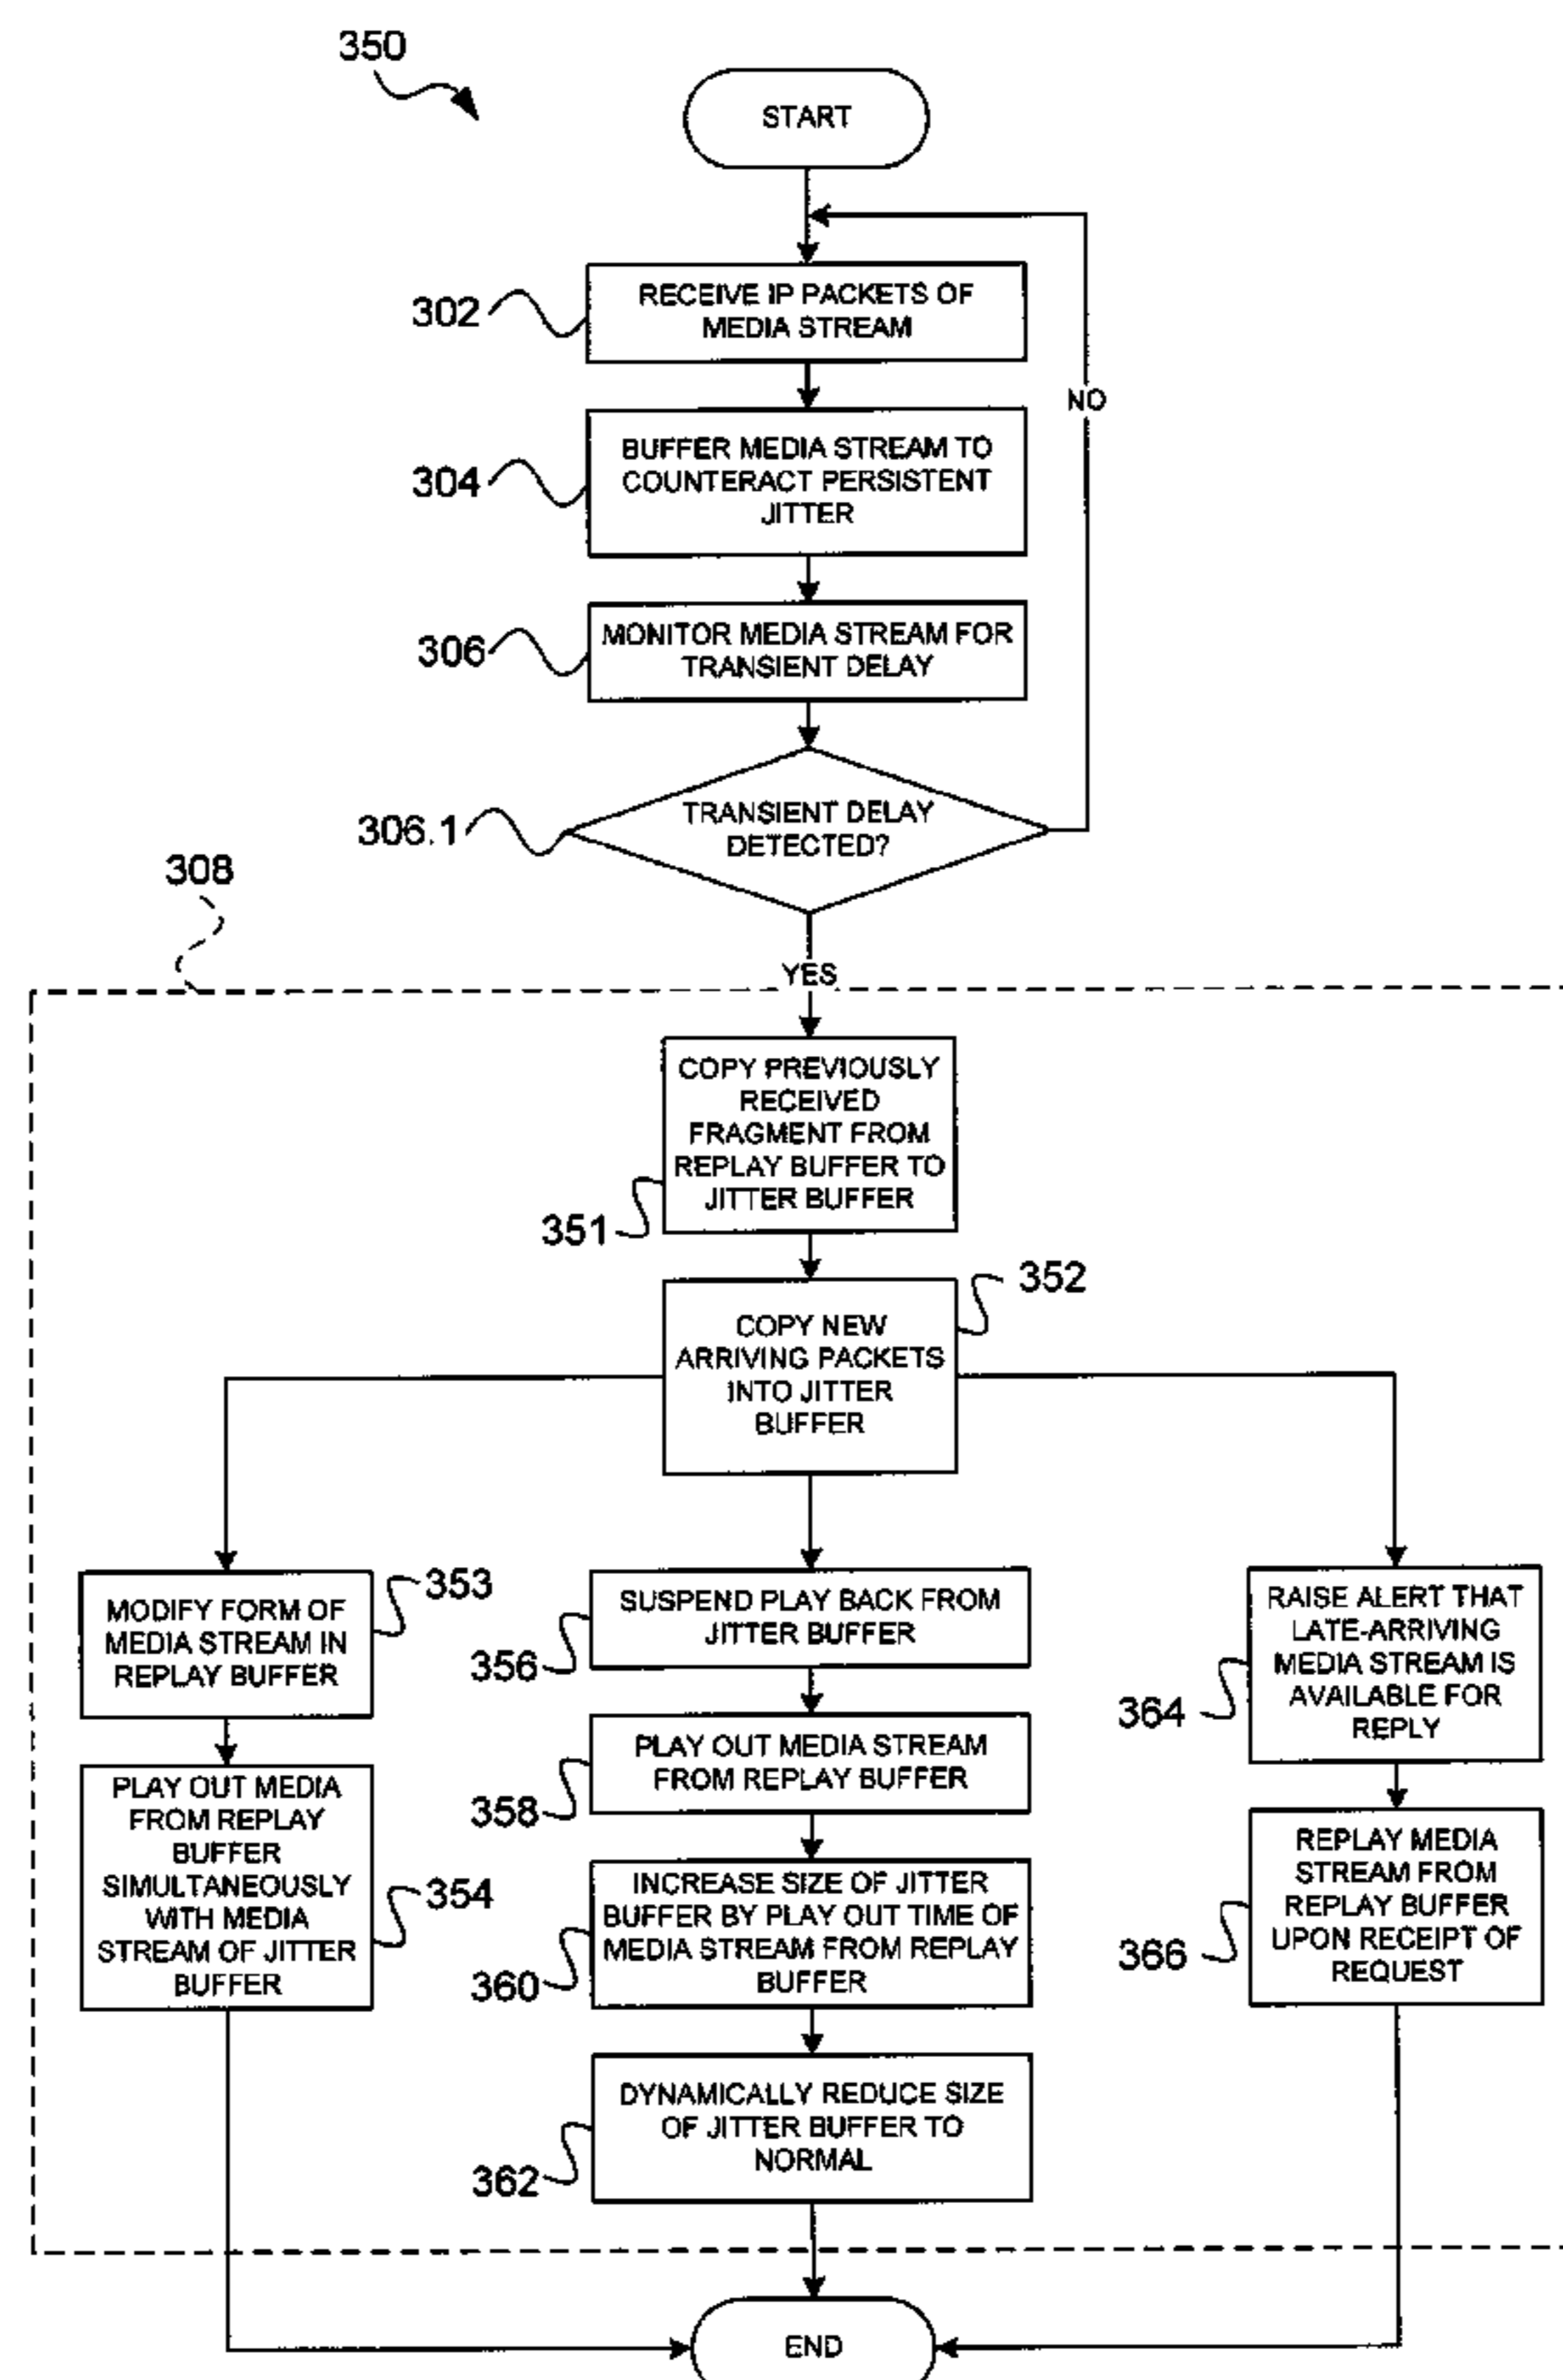 350
START
302
RECEIVE IP PACKETS OF
MEDIA STREAM
NO
304
BUFFER MEDIA STREAM TO
COUNTERACT PERSISTENT
JITTER
306
MONITOR MEDIA STREAM FOR
TRANSIENT DELAY
306.1
TRANSIENT DELAY
DETECTED?
308
YES
COPY PREVIOUSLY
RECEIVED
FRAGMENT FROM
REPLAY BUFFER TO
JITTER BUFFER
351
352
COPY NEW
ARRIVING PACKETS
INTO JITTER
BUFFER
MODIFY FORM OF
MEDIA STREAM IN
REPLAY BUFFER
353
PLAY OUT MEDIA
FROM REPLAY
BUFFER
SIMULTANEOUSLY
WITH MEDIA
STREAM OF JITTER
BUFFER
354
SUSPEND PLAY BACK FROM
JITTER BUFFER
356
PLAY OUT MEDIA STREAM
FROM REPLAY BUFFER
358
INCREASE SIZE OF JITTER
BUFFER BY PLAY OUT TIME OF
MEDIA STREAM FROM REPLAY
BUFFER
360
DYNAMICALLY REDUCE SIZE
OF JITTER BUFFER TO
NORMAL
362
RAISE ALERT THAT
LATE-ARRIVING
MEDIA STREAM IS
AVAILABLE FOR
REPLY
364
REPLAY MEDIA
STREAM FROM
REPLAY BUFFER
UPON RECEIPT OF
REQUEST
366
END